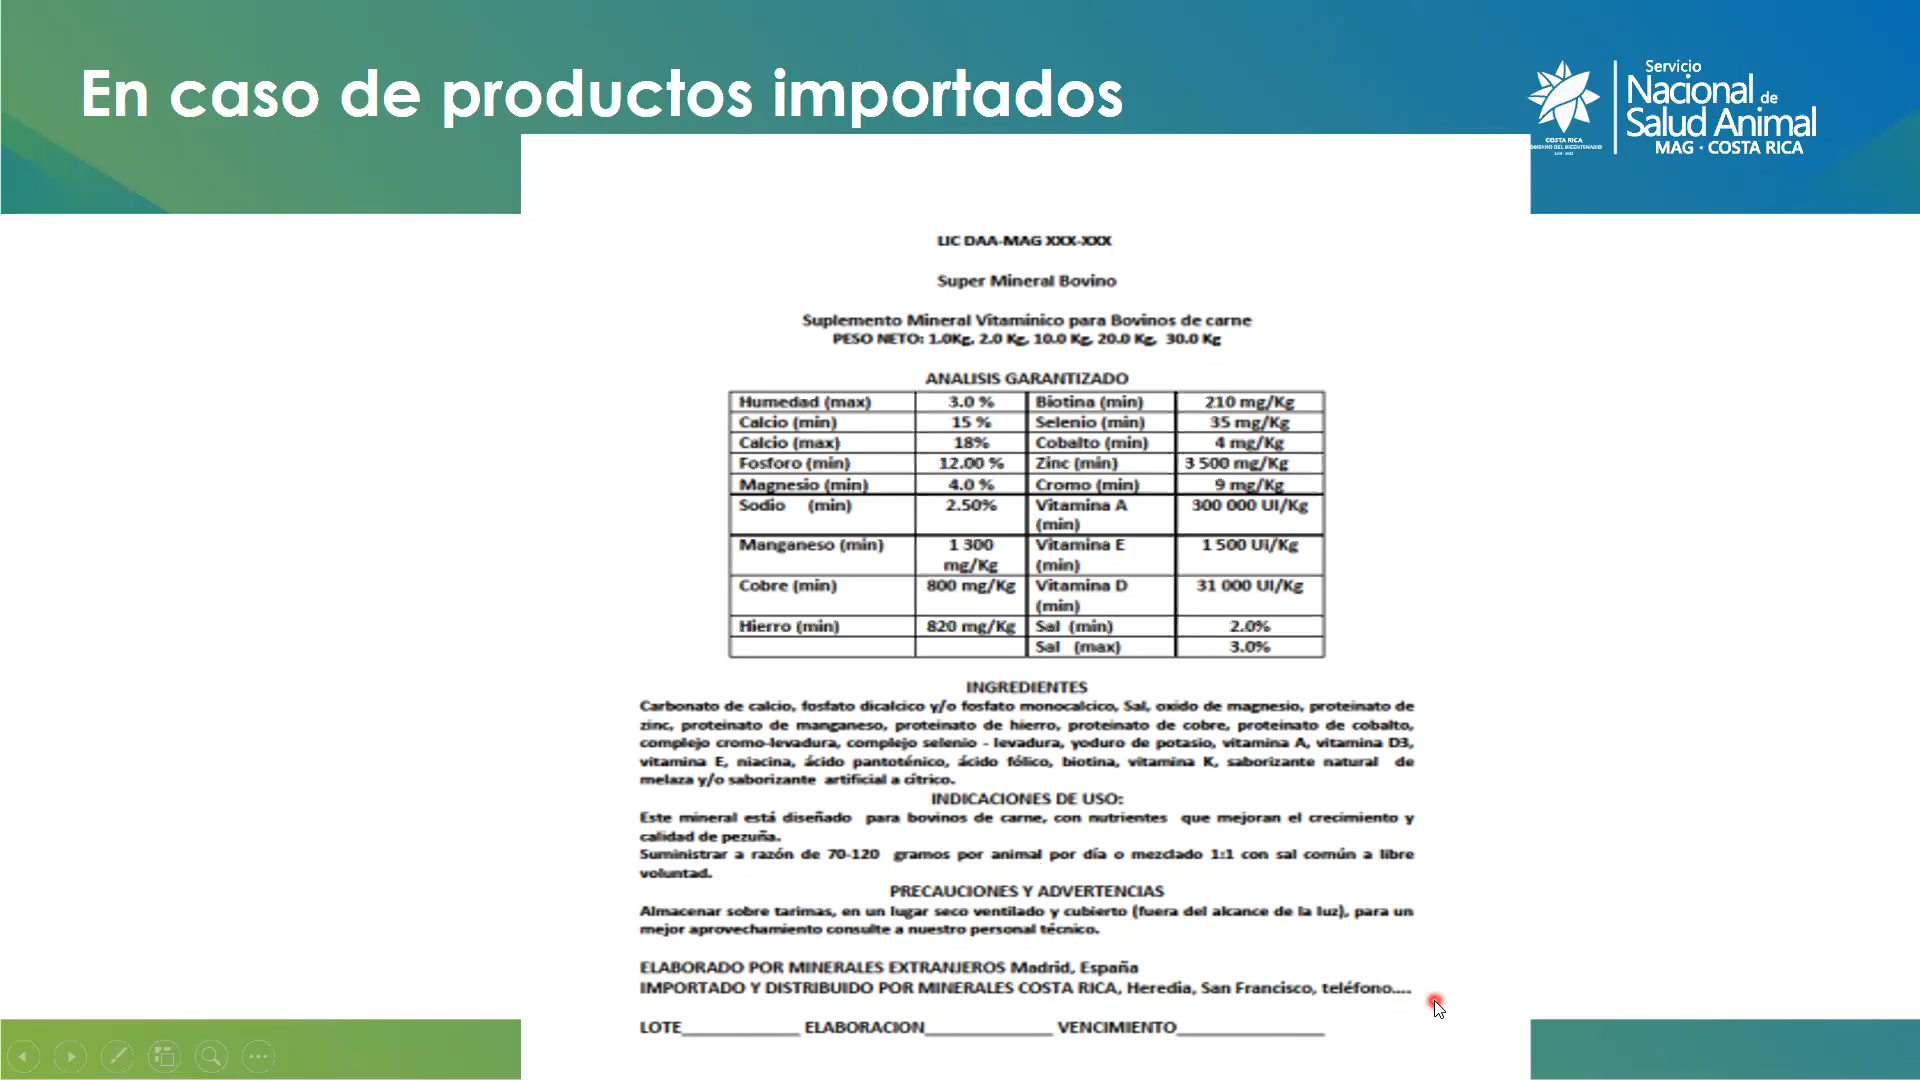 En caso de productos importados
Servicio
Nacional de
Salud Animal
MAG · COSTA RICA
COSTA RICA
LIC DAA-MAG XXX-XXX
Super Mineral Bovino
Suplemento Mineral Vitamínico para Bovinos de carne
PESO NETO: 1.0Kg, 2.0 Kg, 10.0 Kg, 20.0 Kg, 30.0 Kg
ANALISIS GARANTIZADO
Humedad (max) 3.0 % Biotina (min) 210 mg/Kg
Calcio (min) 15 % Selenio (min) 35 mg/Kg
Calcio (max) 18% Cobalto (min) 4 mg/Kg
Fosforo (min) 12.00 % Zinc (min) 3 500 mg/Kg
Magnesio (min) 4.0 % Cromo (min) 9 mg/Kg
Sodio (min) 2.50% Vitamina A (min) 300 000 UI/Kg
Manganeso (min) 1 300 mg/Kg Vitamina E (min) 1 500 UI/Kg
Cobre (min) 800 mg/Kg Vitamina D (min) 31 000 UI/Kg
Hierro (min) 820 mg/Kg Sal (min) 2.0%
Sal (max) 3.0%
INGREDIENTES
Carbonato de calcio, fosfato dicalcico y/o fosfato monocalcico, Sal, oxido de magnesio, proteinato de
zinc, proteinato de manganeso, proteinato de hierro, proteinato de cobre, proteinato de cobalto,
complejo cromo-levadura, complejo selenio - levadura, yoduro de potasio, vitamina A, vitamina D3,
vitamina E, niacina, ácido pantoténico, ácido fólico, biotina, vitamina K, saborizante natural de
melaza y/o saborizante artificial a cítrico.
INDICACIONES DE USO:
Este mineral está diseñado para bovinos de carne, con nutrientes que mejoran el crecimiento y
calidad de pezuña.
Suministrar a razón de 70-120 gramos por animal por día o mezclado 1:1 con sal común a libre
voluntad.
PRECAUCIONES Y ADVERTENCIAS
Almacenar sobre tarimas, en un lugar seco ventilado y cubierto (fuera del alcance de la luz), para un
mejor aprovechamiento consulte a nuestro personal técnico.
ELABORADO POR MINERALES EXTRANJEROS Madrid, España
IMPORTADO Y DISTRIBUIDO POR MINERALES COSTA RICA, Heredia, San Francisco, teléfono....
LOTE____________ ELABORACION_____________ VENCIMIENTO_______________